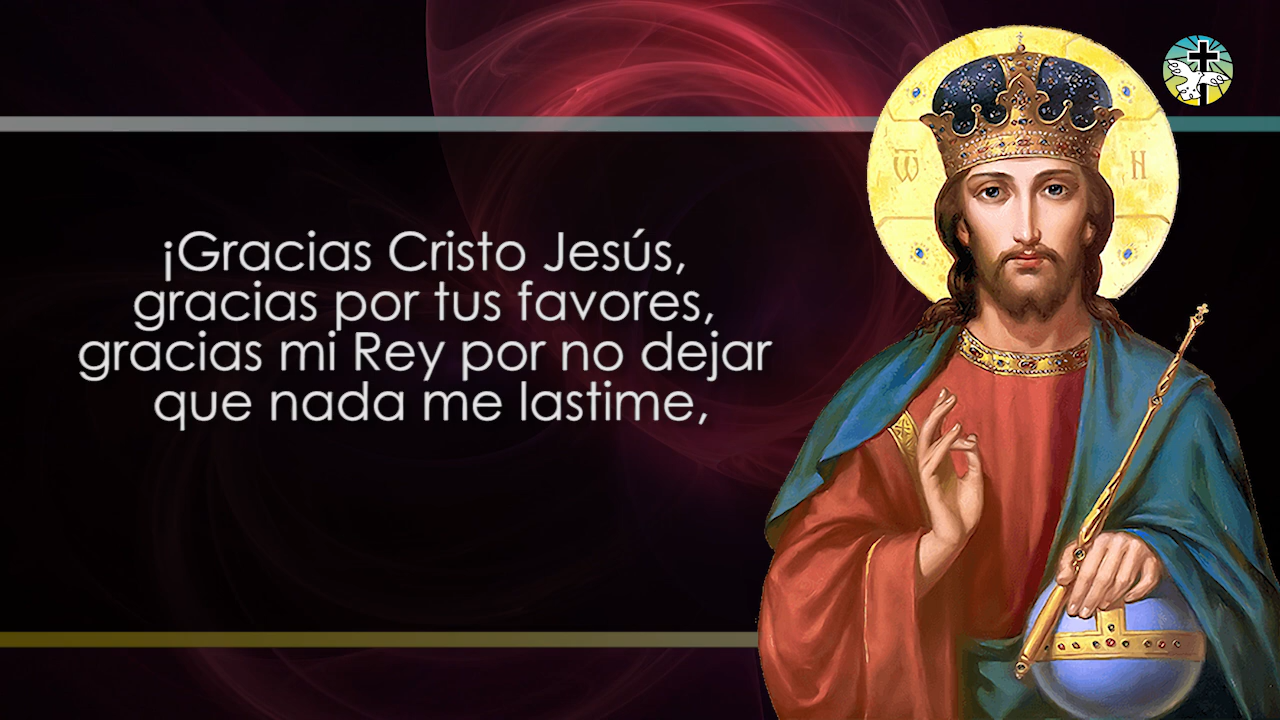 ¡Gracias Cristo Jesús,
gracias por tus favores,
gracias mi Rey por no dejar
que nada me lastime,
Н